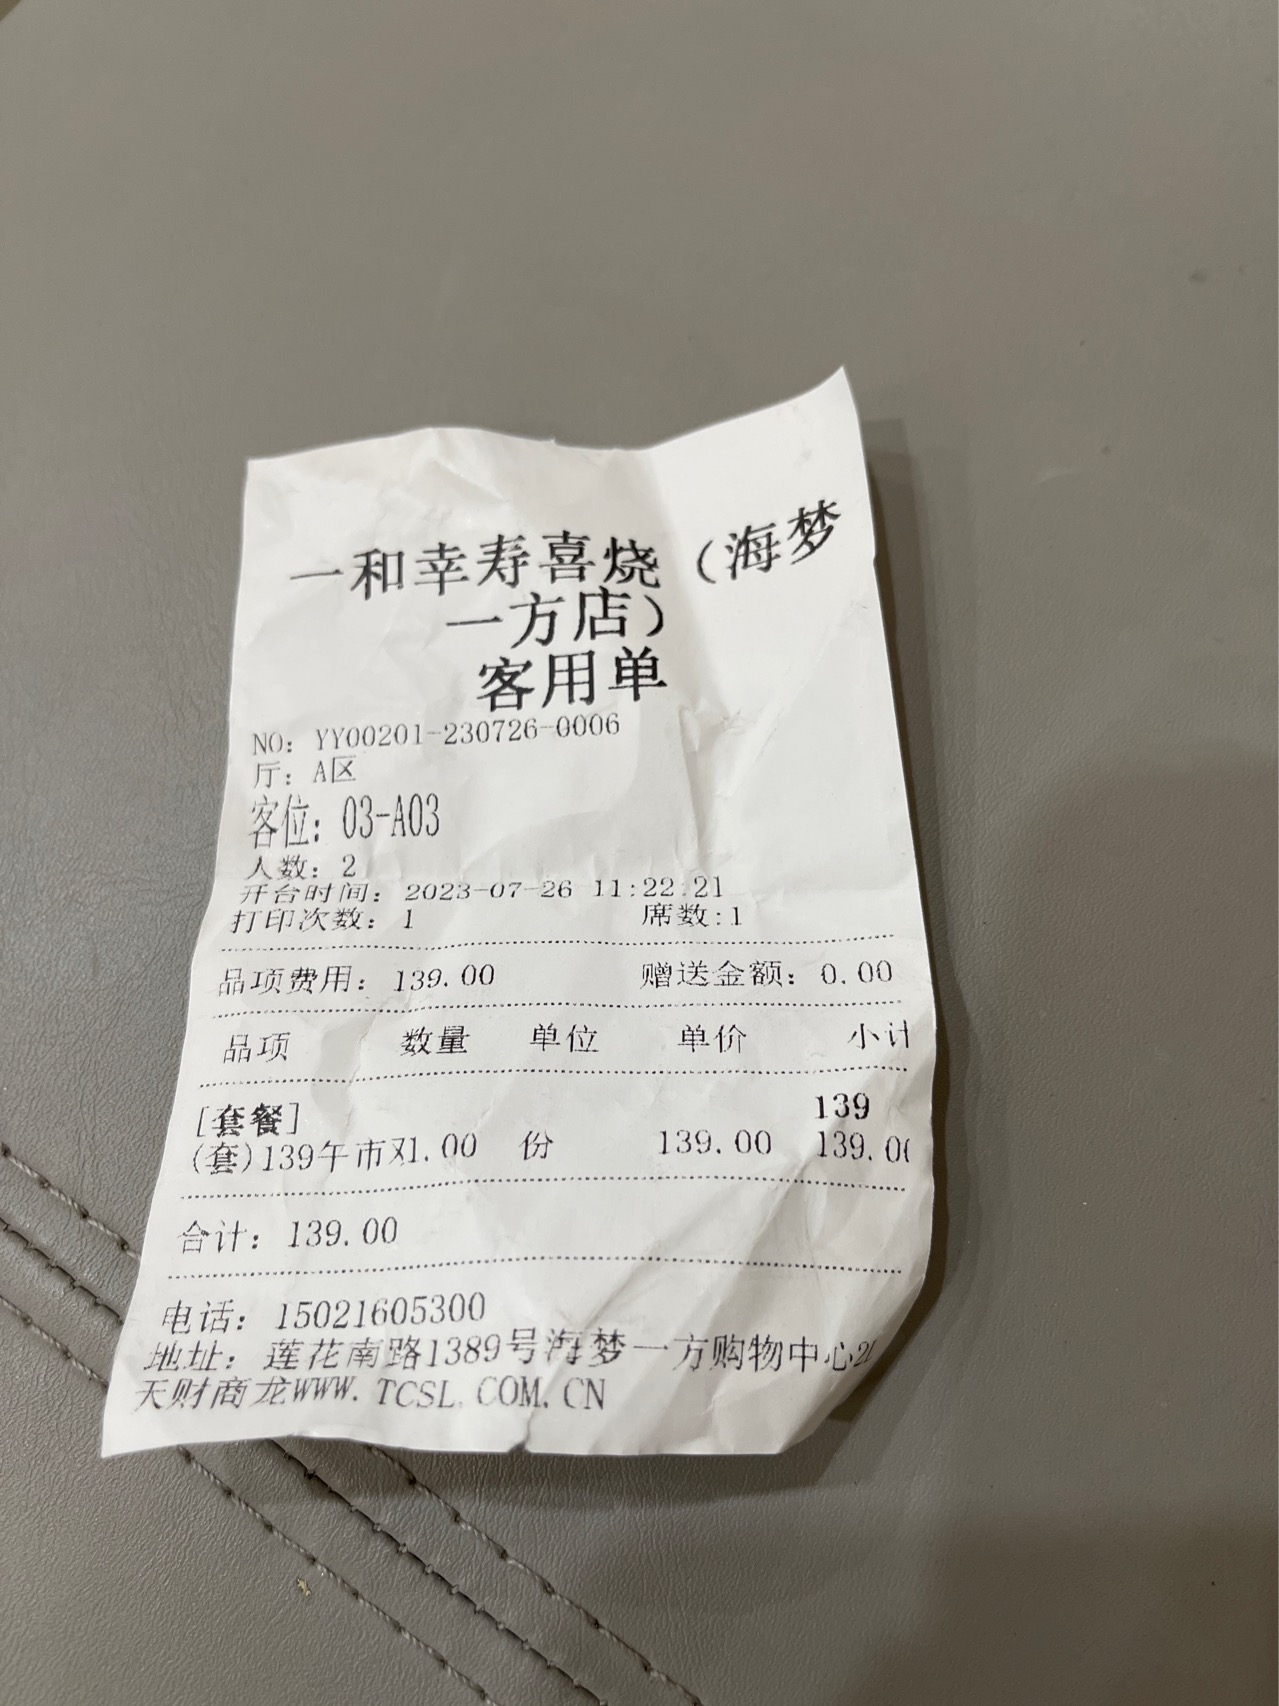 一和幸寿喜烧（海梦
一方店）
客用单
NO: YY00201-230726-0006
厅: A区
客位: 03-A03
人数: 2
开台时间: 2023-07-26 11:22:21
打印次数: 1 席数:1
品项费用: 139.00 赠送金额: 0.00
品项 数量 单位 单价 小计
[套餐] 139
(套)139午市双1.00 份 139.00 139.00
合计: 139.00
电话: 15021605300
地址: 莲花南路1389号海梦一方购物中心
天财商龙WWW.TCSL.COM.CN